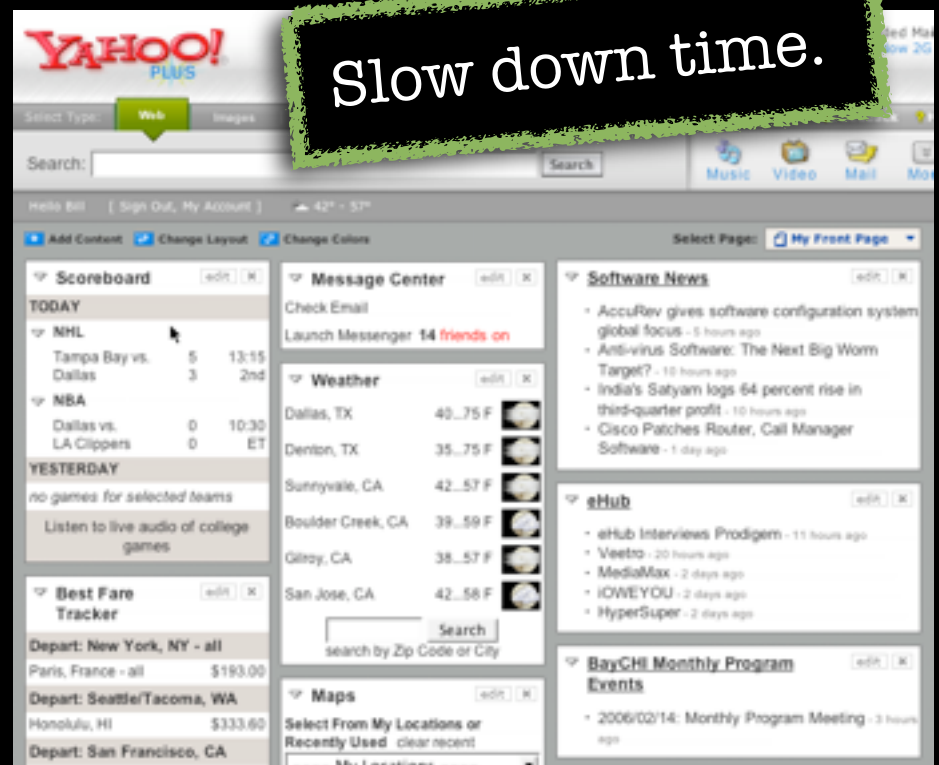 Slow down time.
YAHOO!
PLUS
Select Type: Web Images
Search: Search
Music Video Mail
Hello Bill [ Sign Out, My Account ] 42° - 57°
Add Content Change Layout Change Colors
Select Page: My Front Page
Scoreboard edit
TODAY
NHL
Tampa Bay vs. 5 13:15
Dallas 3 2nd
NBA
Dallas vs. 0 10:30
LA Clippers 0 ET
YESTERDAY
no games for selected teams
Listen to live audio of college
games
Best Fare edit
Tracker
Depart: New York, NY - all
Paris, France - all $193.00
Depart: Seattle/Tacoma, WA
Honolulu, HI $333.60
Depart: San Francisco, CA
Message Center edit
Check Email
Launch Messenger 14 friends on
Weather edit
Dallas, TX 40...75 F
Denton, TX 35...75 F
Sunnyvale, CA 42...57 F
Boulder Creek, CA 39...59 F
Gilroy, CA 38...57 F
San Jose, CA 42...58 F
Search
search by Zip Code or City
Maps edit
Select From My Locations or
Recently Used clear recent
My Locations
Software News edit
AccuRev gives software configuration system
global focus - 5 hours ago
Anti-virus Software: The Next Big Worm
Target? - 10 hours ago
India's Satyam logs 64 percent rise in
third-quarter profit - 10 hours ago
Cisco Patches Router, Call Manager
Software - 1 day ago
eHub edit
eHub Interviews Prodigem - 11 hours ago
Veetro - 20 hours ago
MediaMax - 2 days ago
iOWEYOU - 2 days ago
HyperSuper - 2 days ago
BayCHI Monthly Program edit
Events
2006/02/14: Monthly Program Meeting - 3 hours
ago